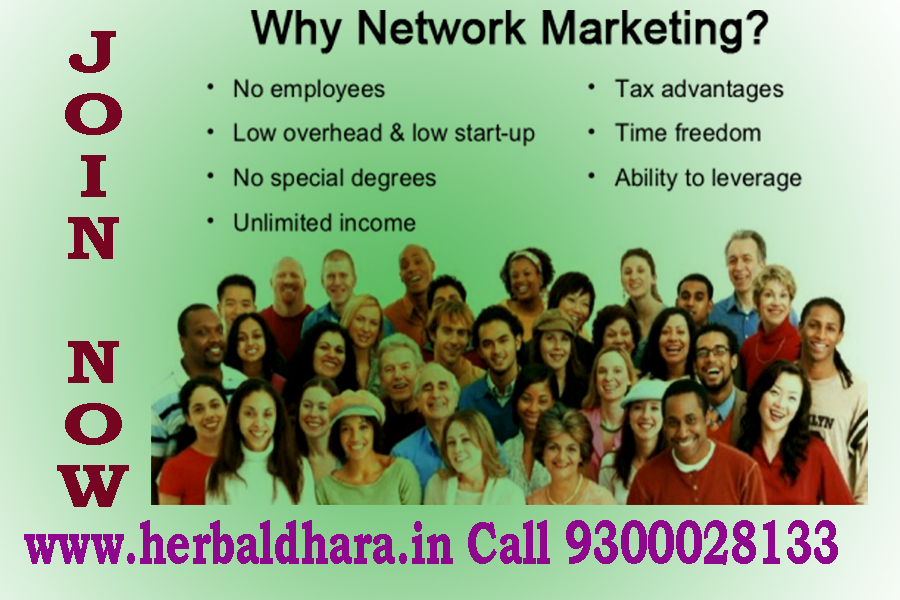 Why Network Marketing?
JOIN NOW
• No employees
• Low overhead & low start-up
• No special degrees
• Unlimited income
• Tax advantages
• Time freedom
• Ability to leverage
KLYN
www.herbaldhara.in Call 9300028133